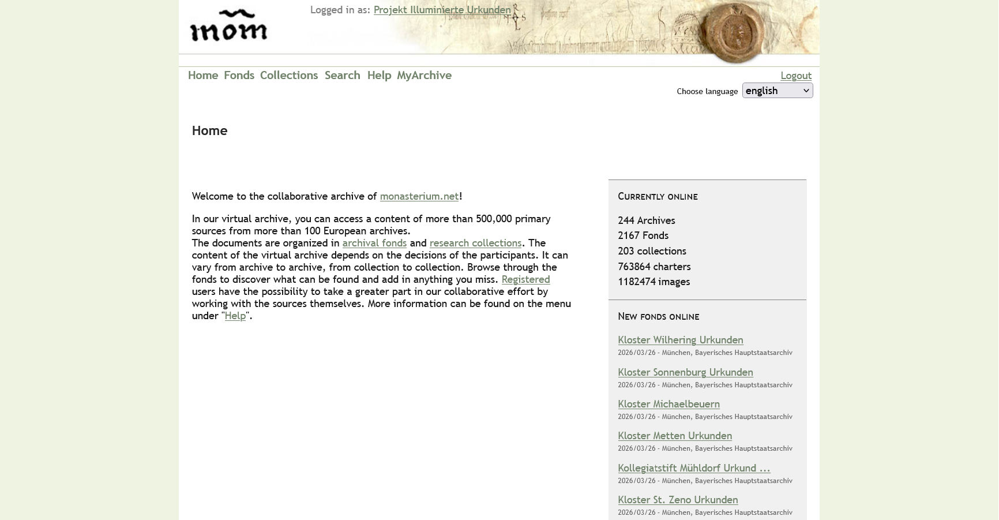 mom
Logged in as: Projekt Illuminierte Urkunden
Home Fonds Collections Search Help MyArchive
Logout
Choose language english
Home
Welcome to the collaborative archive of monasterium.net!
In our virtual archive, you can access a content of more than 500,000 primary
sources from more than 100 European archives.
The documents are organized in archival fonds and research collections. The
content of the virtual archive depends on the decisions of the participants. It can
vary from archive to archive, from collection to collection. Browse through the
fonds to discover what can be found and add in anything you miss. Registered
users have the possibility to take a greater part in our collaborative effort by
working with the sources themselves. More information can be found on the menu
under "Help".
Currently online
244 Archives
2167 Fonds
203 collections
763864 charters
1182474 images
New fonds online
Kloster Wilhering Urkunden
2026/03/26 - München, Bayerisches Hauptstaatsarchiv
Kloster Sonnenburg Urkunden
2026/03/26 - München, Bayerisches Hauptstaatsarchiv
Kloster Michaelbeuern
2026/03/26 - München, Bayerisches Hauptstaatsarchiv
Kloster Metten Urkunden
2026/03/26 - München, Bayerisches Hauptstaatsarchiv
Kollegiatstift Mühldorf Urkund ...
2026/03/26 - München, Bayerisches Hauptstaatsarchiv
Kloster St. Zeno Urkunden
2026/03/26 - München, Bayerisches Hauptstaatsarchiv